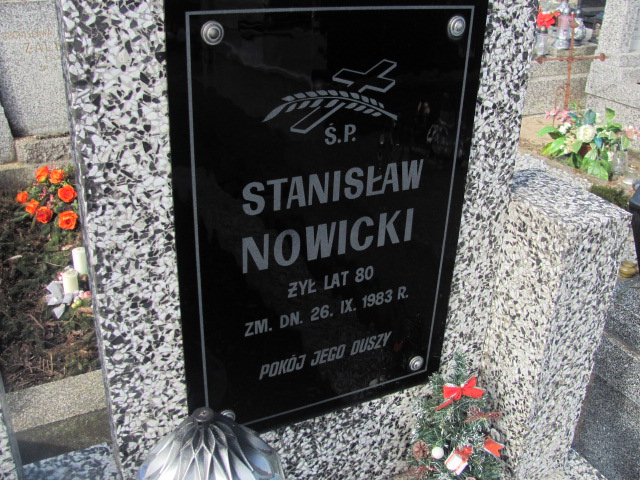 Ś.P.
STANISŁAW
NOWICKI
ŻYŁ LAT 80
ZM. DN. 26. IX. 1983 R.
POKÓJ JEGO DUSZY